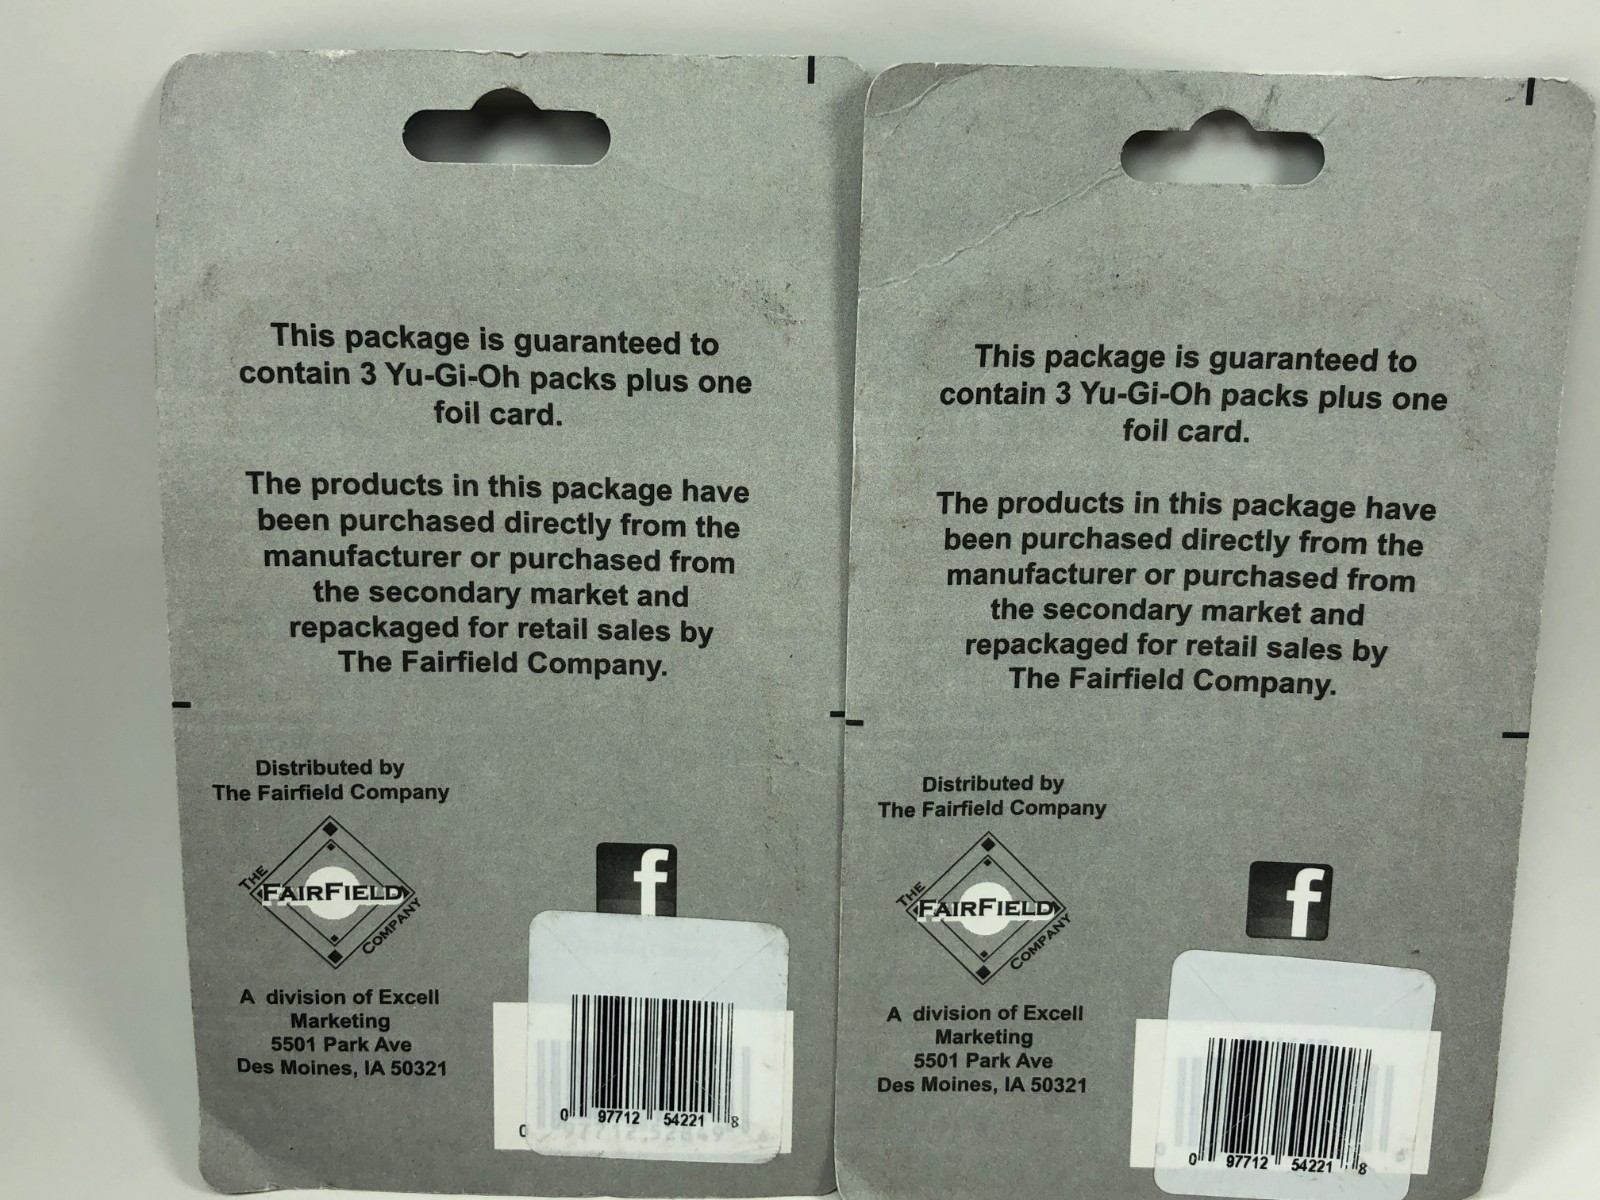 This package is guaranteed to
contain 3 Yu-Gi-Oh packs plus one
foil card.
The products in this package have
been purchased directly from the
manufacturer or purchased from
the secondary market and
repackaged for retail sales by
The Fairfield Company.
Distributed by
The Fairfield Company
THE
FAIRFIELD
COMPANY
A division of Excell
Marketing
5501 Park Ave
Des Moines, IA 50321
f
0 97712 54221 8
0
This package is guaranteed to
contain 3 Yu-Gi-Oh packs plus one
foil card.
The products in this package have
been purchased directly from the
manufacturer or purchased from
the secondary market and
repackaged for retail sales by
The Fairfield Company.
Distributed by
The Fairfield Company
THE
FAIRFIELD
COMPANY
A division of Excell
Marketing
5501 Park Ave
Des Moines, IA 50321
f
0 97712 54221 8